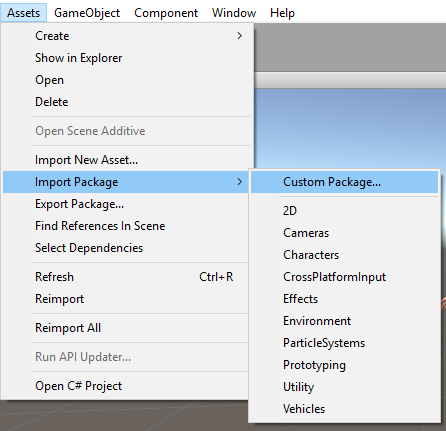 Assets GameObject Component Window Help
Create
Show in Explorer
Open
Delete
Open Scene Additive
Import New Asset...
Import Package
Export Package...
Find References In Scene
Select Dependencies
Refresh Ctrl+R
Reimport
Reimport All
Run API Updater...
Open C# Project
Custom Package...
2D
Cameras
Characters
CrossPlatformInput
Effects
Environment
ParticleSystems
Prototyping
Utility
Vehicles